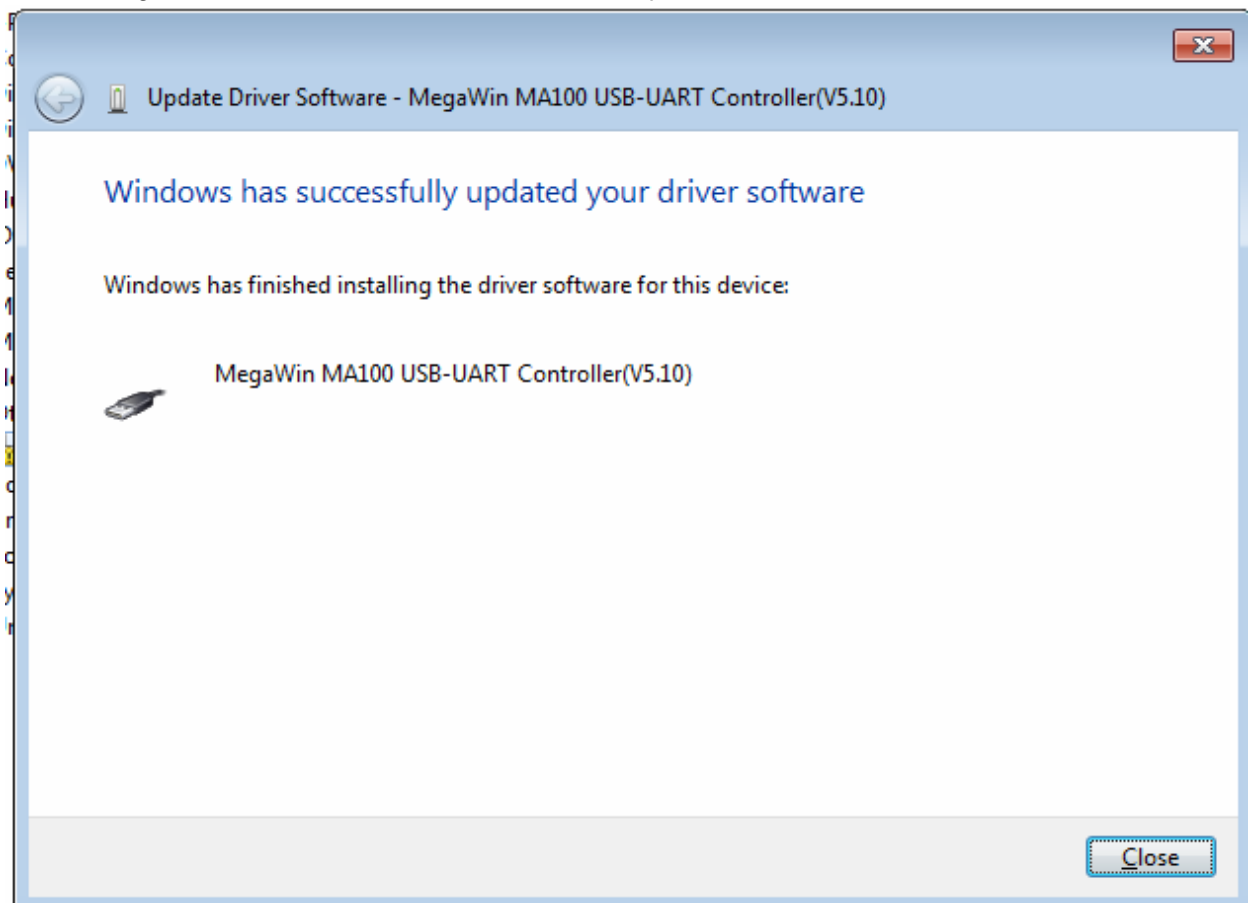 Update Driver Software - MegaWin MA100 USB-UART Controller(V5.10)
Windows has successfully updated your driver software
Windows has finished installing the driver software for this device:
MegaWin MA100 USB-UART Controller(V5.10)
Close